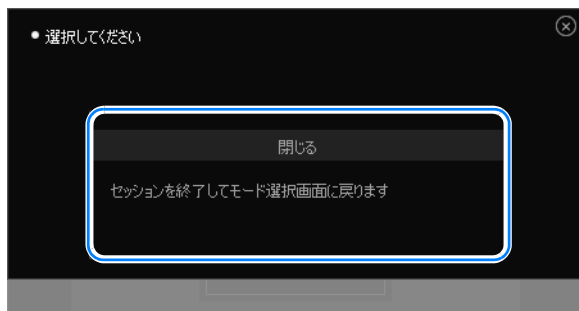 選択してください
閉じる
セッションを終了してモード選択画面に戻ります